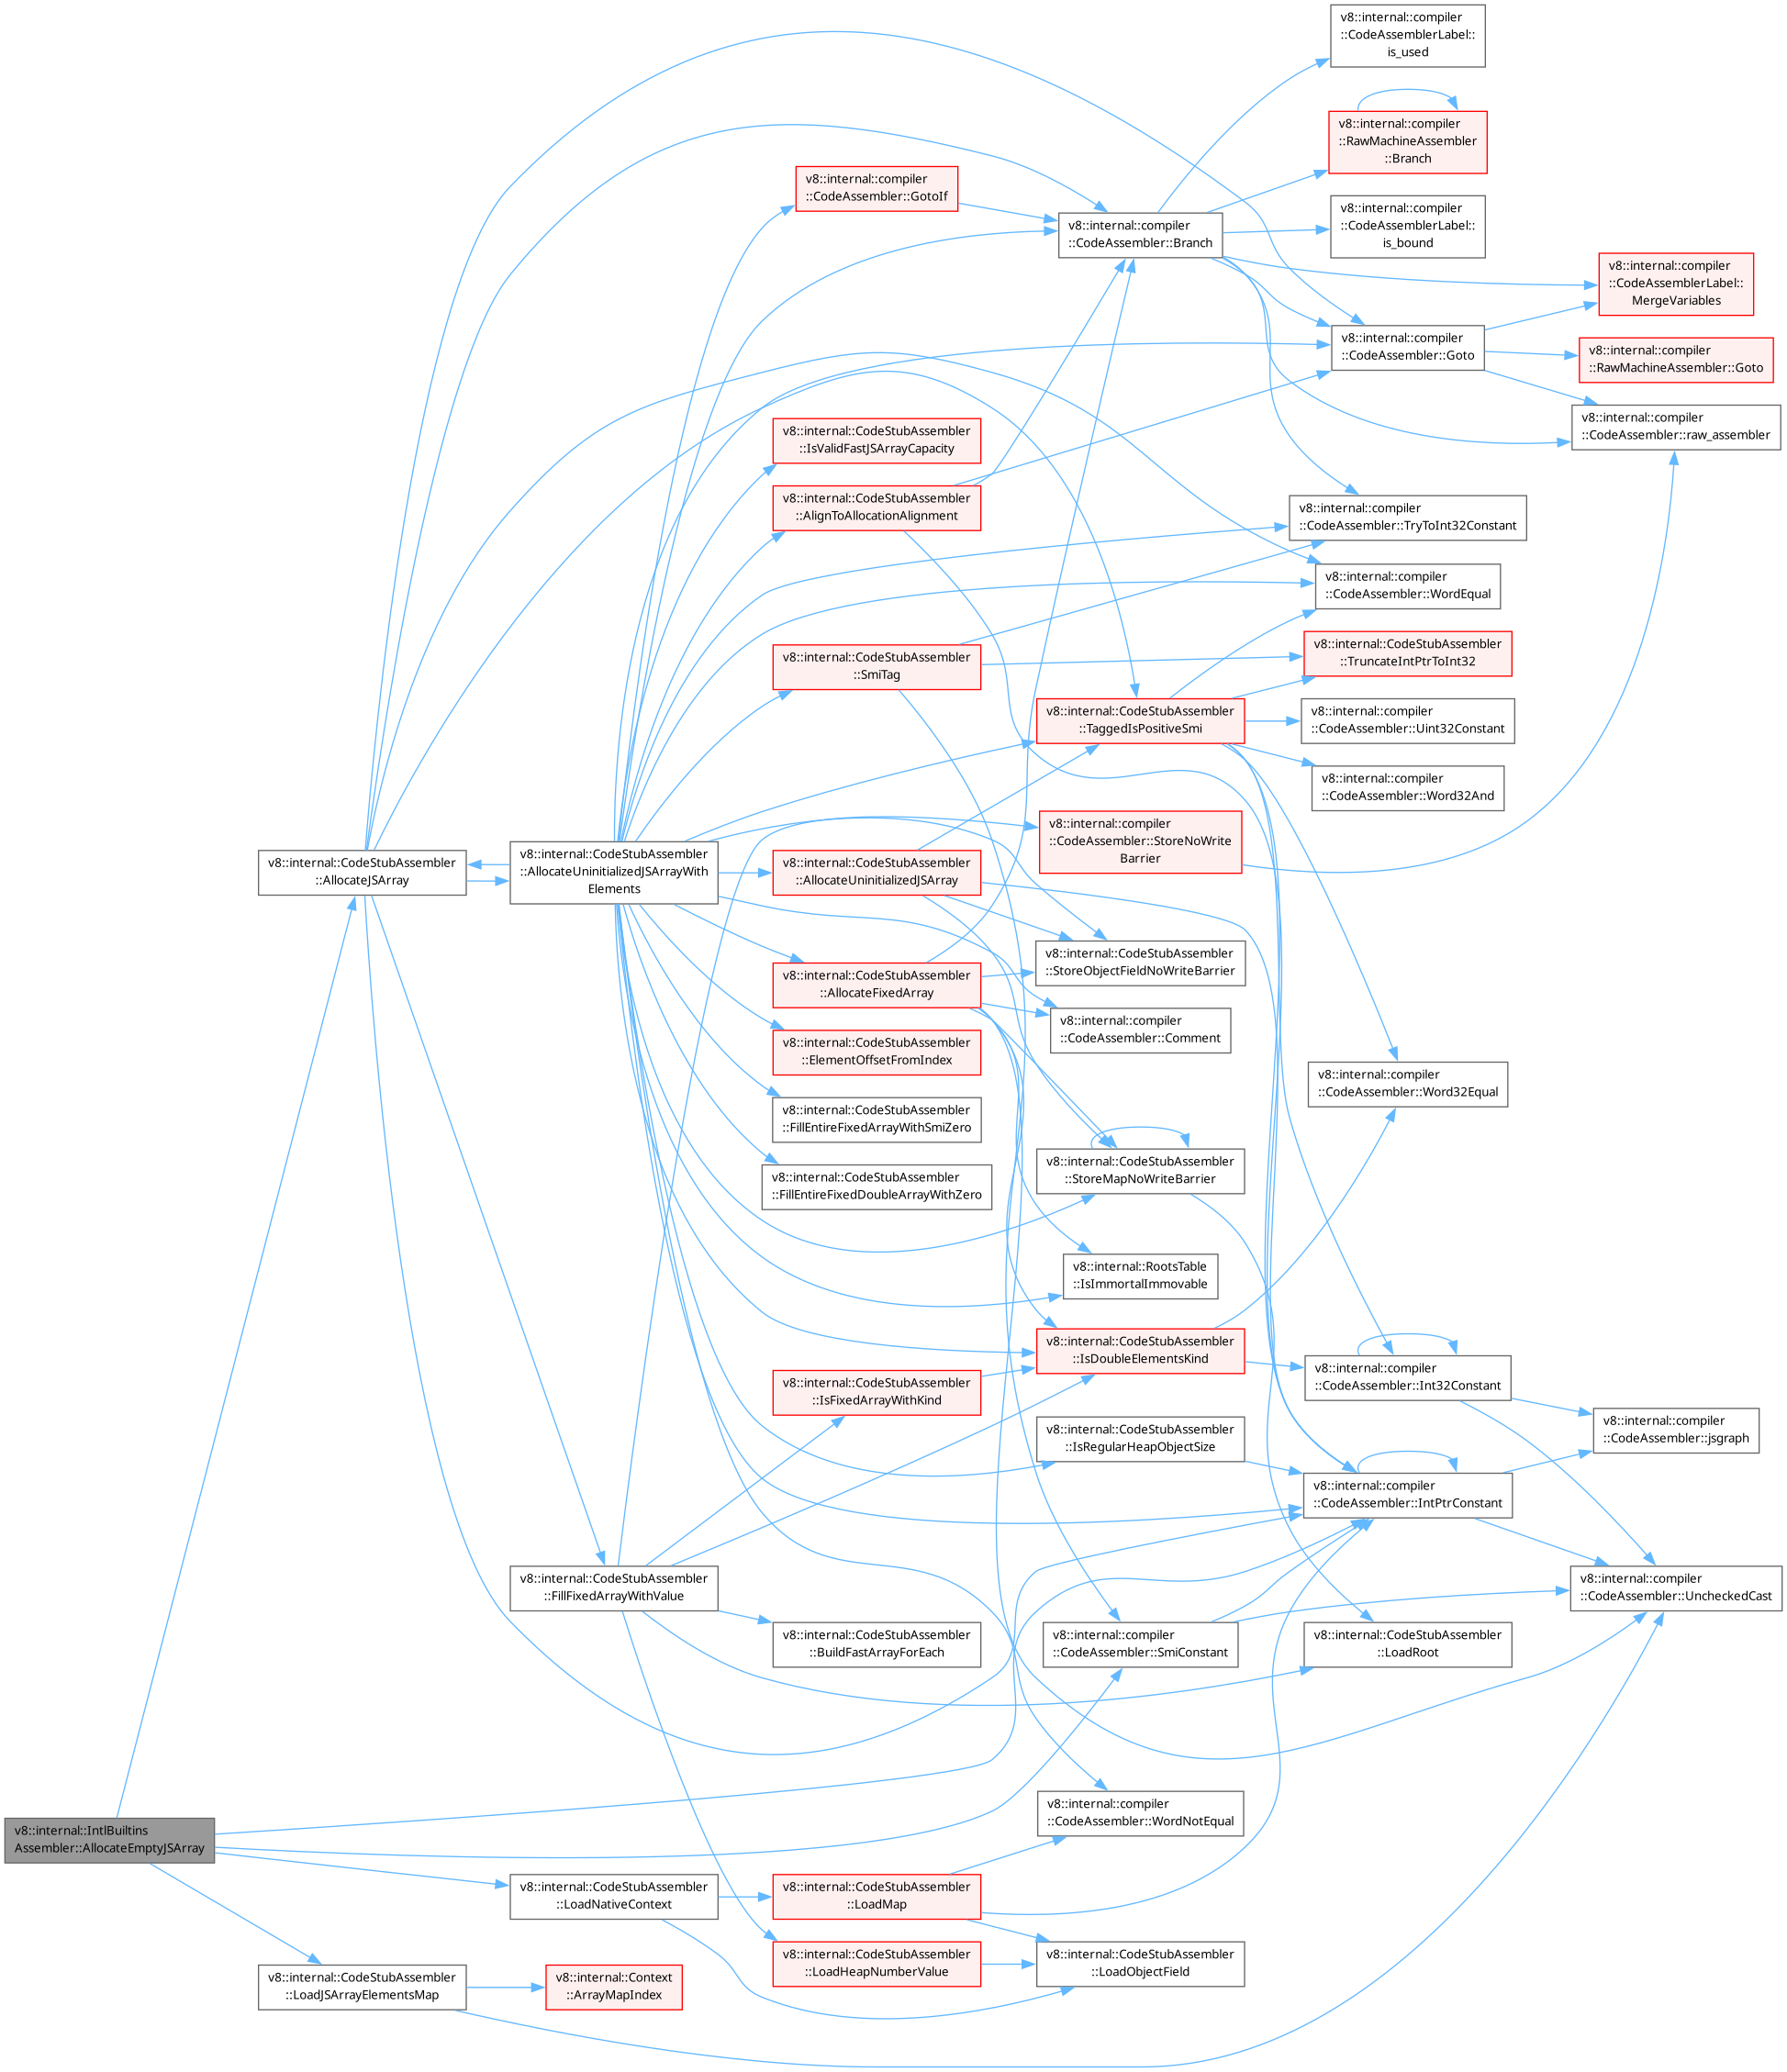 v8::internal::compiler
::CodeAssemblerLabel::
is_used
v8::internal::compiler
::RawMachineAssembler
::Branch
v8::internal::compiler
::CodeAssembler::GotoIf
v8::internal::compiler
::CodeAssemblerLabel::
is_bound
v8::internal::compiler
::CodeAssembler::Branch
v8::internal::compiler
::CodeAssemblerLabel::
MergeVariables
v8::internal::compiler
::CodeAssembler::Goto
v8::internal::compiler
::RawMachineAssembler::Goto
v8::internal::compiler
::CodeAssembler::raw_assembler
v8::internal::CodeStubAssembler
::IsValidFastJSArrayCapacity
v8::internal::CodeStubAssembler
::AlignToAllocationAlignment
v8::internal::compiler
::CodeAssembler::TryToInt32Constant
v8::internal::compiler
::CodeAssembler::WordEqual
v8::internal::CodeStubAssembler
::SmiTag
v8::internal::CodeStubAssembler
::TruncateIntPtrToInt32
v8::internal::CodeStubAssembler
::TaggedIsPositiveSmi
v8::internal::compiler
::CodeAssembler::Uint32Constant
v8::internal::compiler
::CodeAssembler::Word32And
v8::internal::compiler
::CodeAssembler::StoreNoWrite
Barrier
v8::internal::CodeStubAssembler
::AllocateJSArray
v8::internal::CodeStubAssembler
::AllocateUninitializedJSArrayWith
Elements
v8::internal::CodeStubAssembler
::AllocateUninitializedJSArray
v8::internal::CodeStubAssembler
::StoreObjectFieldNoWriteBarrier
v8::internal::CodeStubAssembler
::AllocateFixedArray
v8::internal::compiler
::CodeAssembler::Comment
v8::internal::CodeStubAssembler
::ElementOffsetFromIndex
v8::internal::compiler
::CodeAssembler::Word32Equal
v8::internal::CodeStubAssembler
::FillEntireFixedArrayWithSmiZero
v8::internal::CodeStubAssembler
::StoreMapNoWriteBarrier
v8::internal::CodeStubAssembler
::FillEntireFixedDoubleArrayWithZero
v8::internal::RootsTable
::IsImmortalImmovable
v8::internal::CodeStubAssembler
::IsDoubleElementsKind
v8::internal::compiler
::CodeAssembler::Int32Constant
v8::internal::CodeStubAssembler
::IsFixedArrayWithKind
v8::internal::compiler
::CodeAssembler::jsgraph
v8::internal::CodeStubAssembler
::IsRegularHeapObjectSize
v8::internal::compiler
::CodeAssembler::IntPtrConstant
v8::internal::CodeStubAssembler
::FillFixedArrayWithValue
v8::internal::compiler
::CodeAssembler::UncheckedCast
v8::internal::CodeStubAssembler
::BuildFastArrayForEach
v8::internal::compiler
::CodeAssembler::SmiConstant
v8::internal::CodeStubAssembler
::LoadRoot
v8::internal::IntlBuiltins
Assembler::AllocateEmptyJSArray
v8::internal::compiler
::CodeAssembler::WordNotEqual
v8::internal::CodeStubAssembler
::LoadNativeContext
v8::internal::CodeStubAssembler
::LoadMap
v8::internal::CodeStubAssembler
::LoadHeapNumberValue
v8::internal::CodeStubAssembler
::LoadObjectField
v8::internal::CodeStubAssembler
::LoadJSArrayElementsMap
v8::internal::Context
::ArrayMapIndex